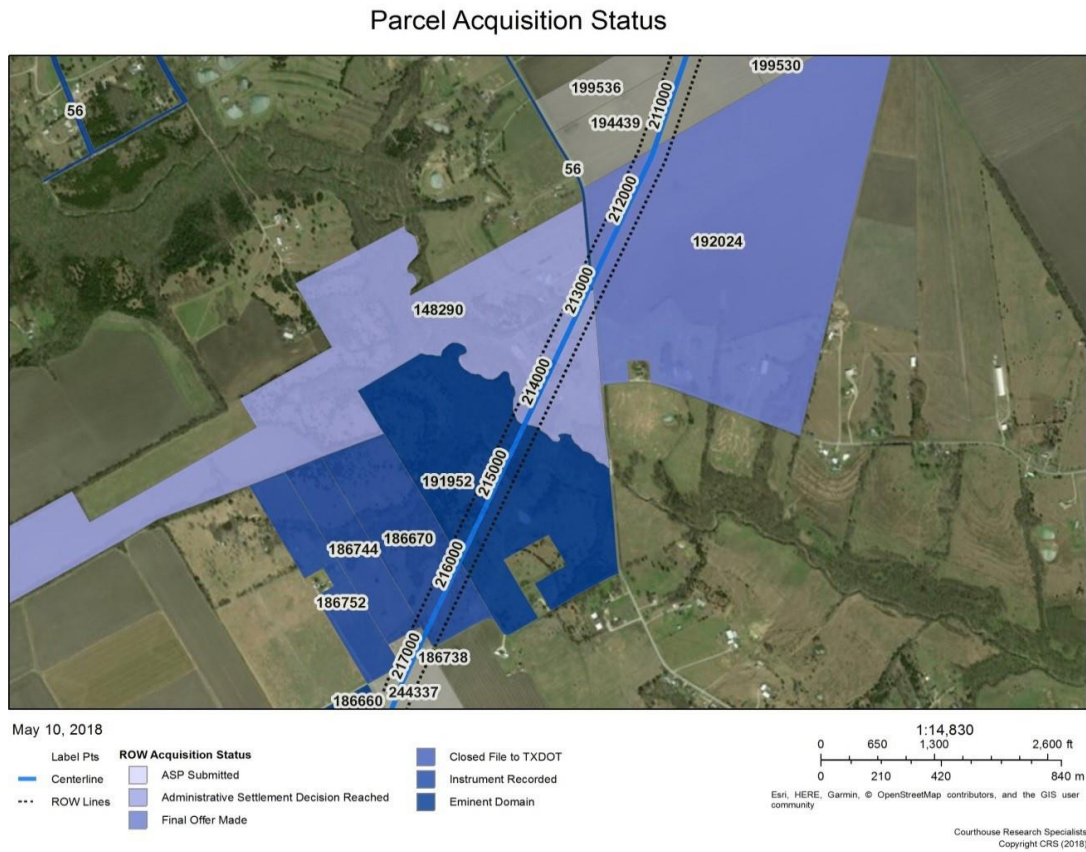 Parcel Acquisition Status
199530
199536
56
211000
194439
56
212000
192024
213000
148290
214000
191952
215000
186670
186744
216000
186752
217000
186738
244337
186660
May 10, 2018
Label Pts
Centerline
ROW Lines
ROW Acquisition Status
ASP Submitted
Administrative Settlement Decision Reached
Final Offer Made
Closed File to TXDOT
Instrument Recorded
Eminent Domain
1:14,830
0 650 1,300 2,600 ft
0 210 420 840 m
Esri, HERE, Garmin, © OpenStreetMap contributors, and the GIS user
community
Courthouse Research Specialists
Copyright CRS (2018)